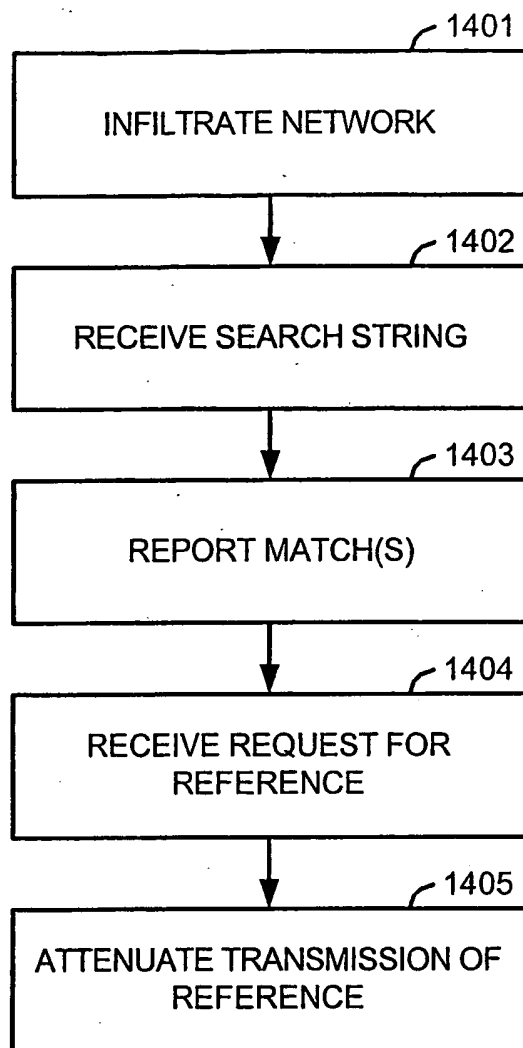 1401
INFILTRATE NETWORK
1402
RECEIVE SEARCH STRING
1403
REPORT MATCH(S)
1404
RECEIVE REQUEST FOR
REFERENCE
1405
ATTENUATE TRANSMISSION OF
REFERENCE